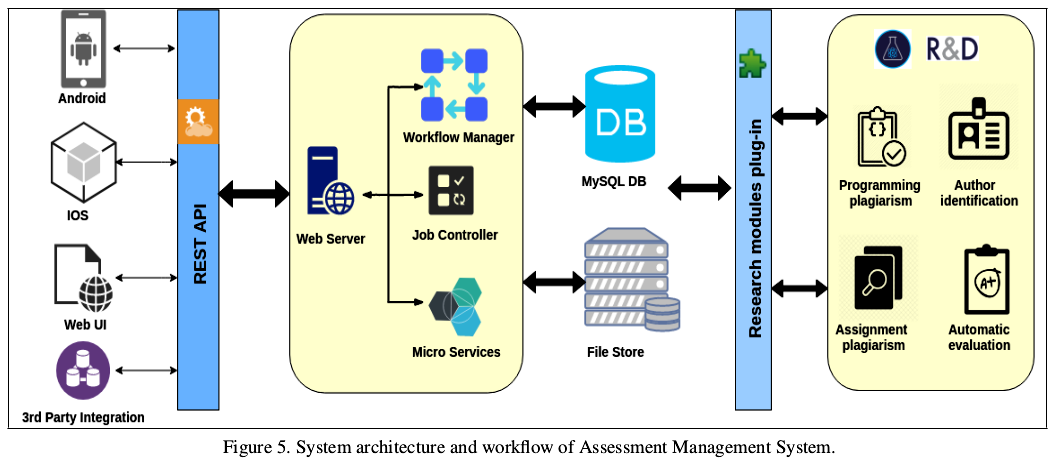 Android
IOS
Web UI
3rd Party Integration
REST API
Web Server
Workflow Manager
Job Controller
Micro Services
DB
MySQL DB
File Store
Research modules plug-in
R&D
{}
Programming
plagiarism
Author
identification
Assignment
plagiarism
A+
Automatic
evaluation
Figure 5. System architecture and workflow of Assessment Management System.